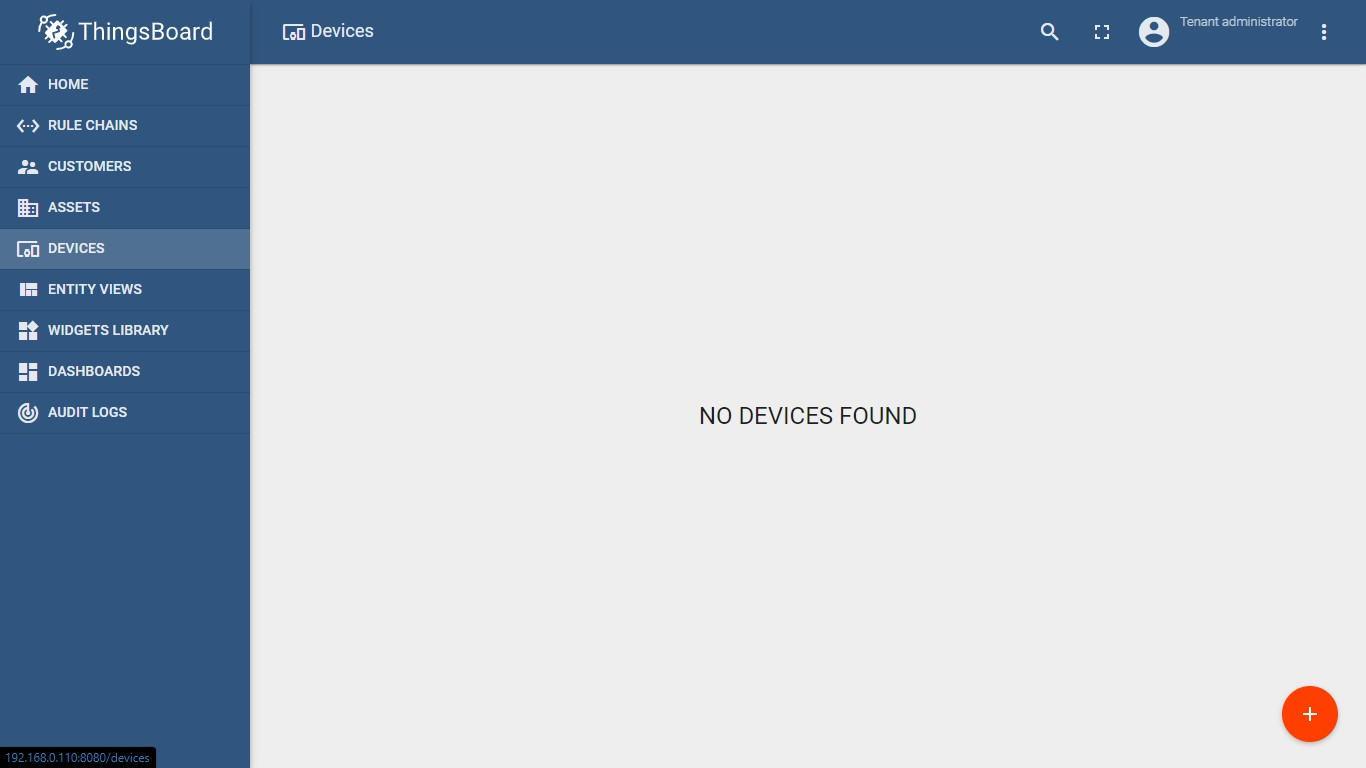 ThingsBoard
Devices
Tenant administrator
HOME
RULE CHAINS
CUSTOMERS
ASSETS
DEVICES
ENTITY VIEWS
WIDGETS LIBRARY
DASHBOARDS
AUDIT LOGS
NO DEVICES FOUND
192.168.0.110:8080/devices